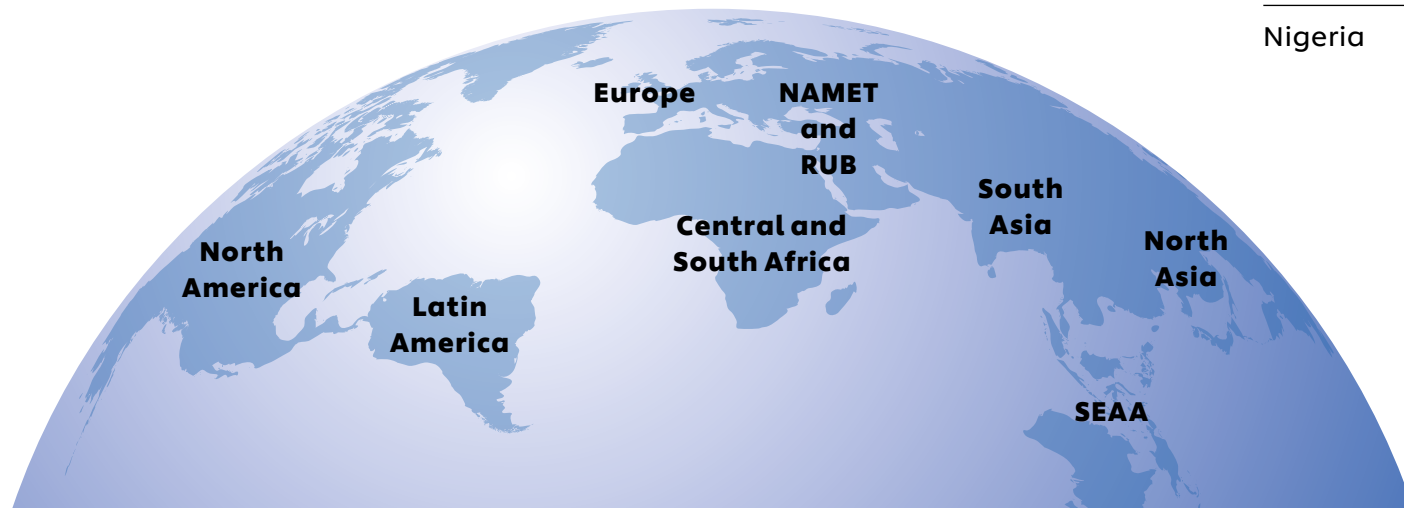 Nigeria
Europe
NAMET
and
RUB
South
Asia
Central and
South Africa
North
Asia
North
America
Latin
America
SEAA